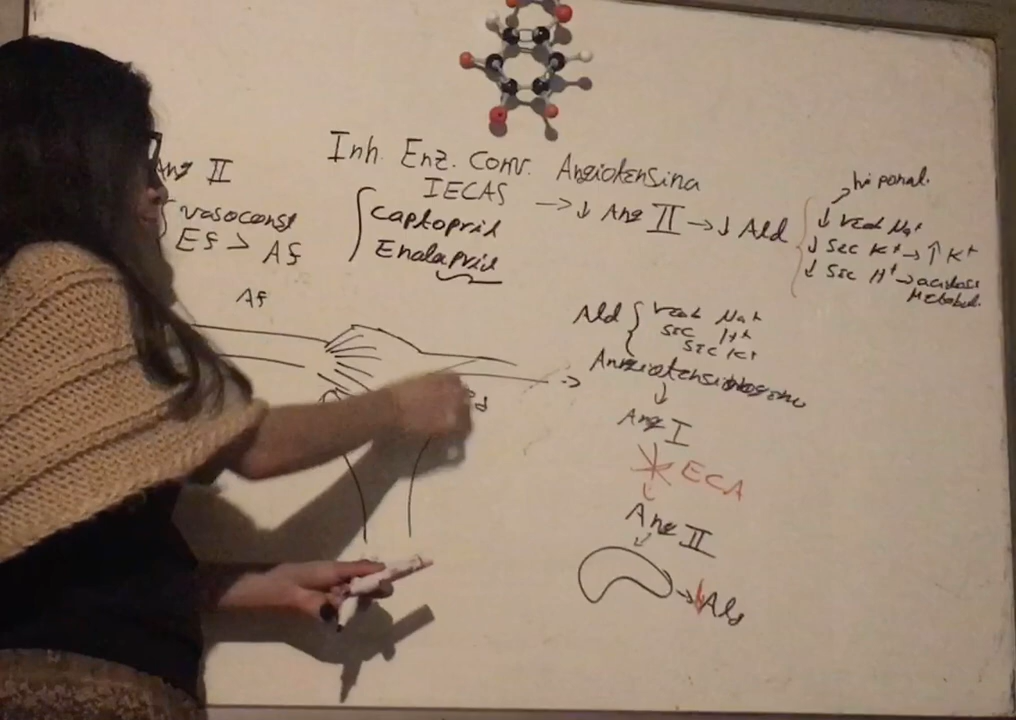 Ang II
vasoconst
Ef > Af
Af
Inh. Enz. Conv. Angiotensina
IECAS
captopril
Enalapril
→ ↓ Ang II → ↓ Ald
hiponat.
↓ reab Na+
↓ Sec K+ → ↑ K+
↓ Sec H+ → acidosis
Metabol.
Ald
reab Na+
sec H+
sec K+
Ang I
ECA
Ang II
→ ↓ Ald